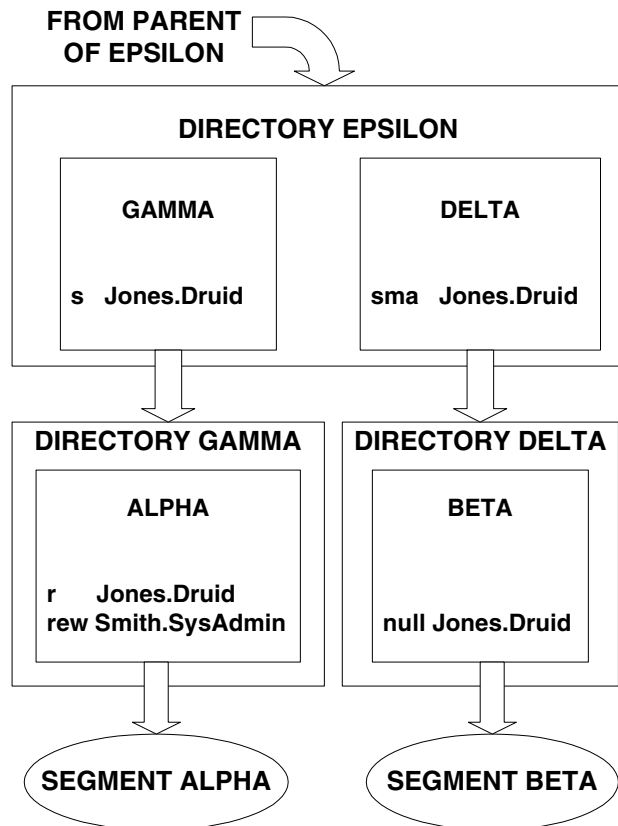 FROM PARENT
OF EPSILON
DIRECTORY EPSILON
GAMMA
s Jones.Druid
DELTA
sma Jones.Druid
DIRECTORY GAMMA
ALPHA
r Jones.Druid
rew Smith.SysAdmin
DIRECTORY DELTA
BETA
null Jones.Druid
SEGMENT ALPHA
SEGMENT BETA